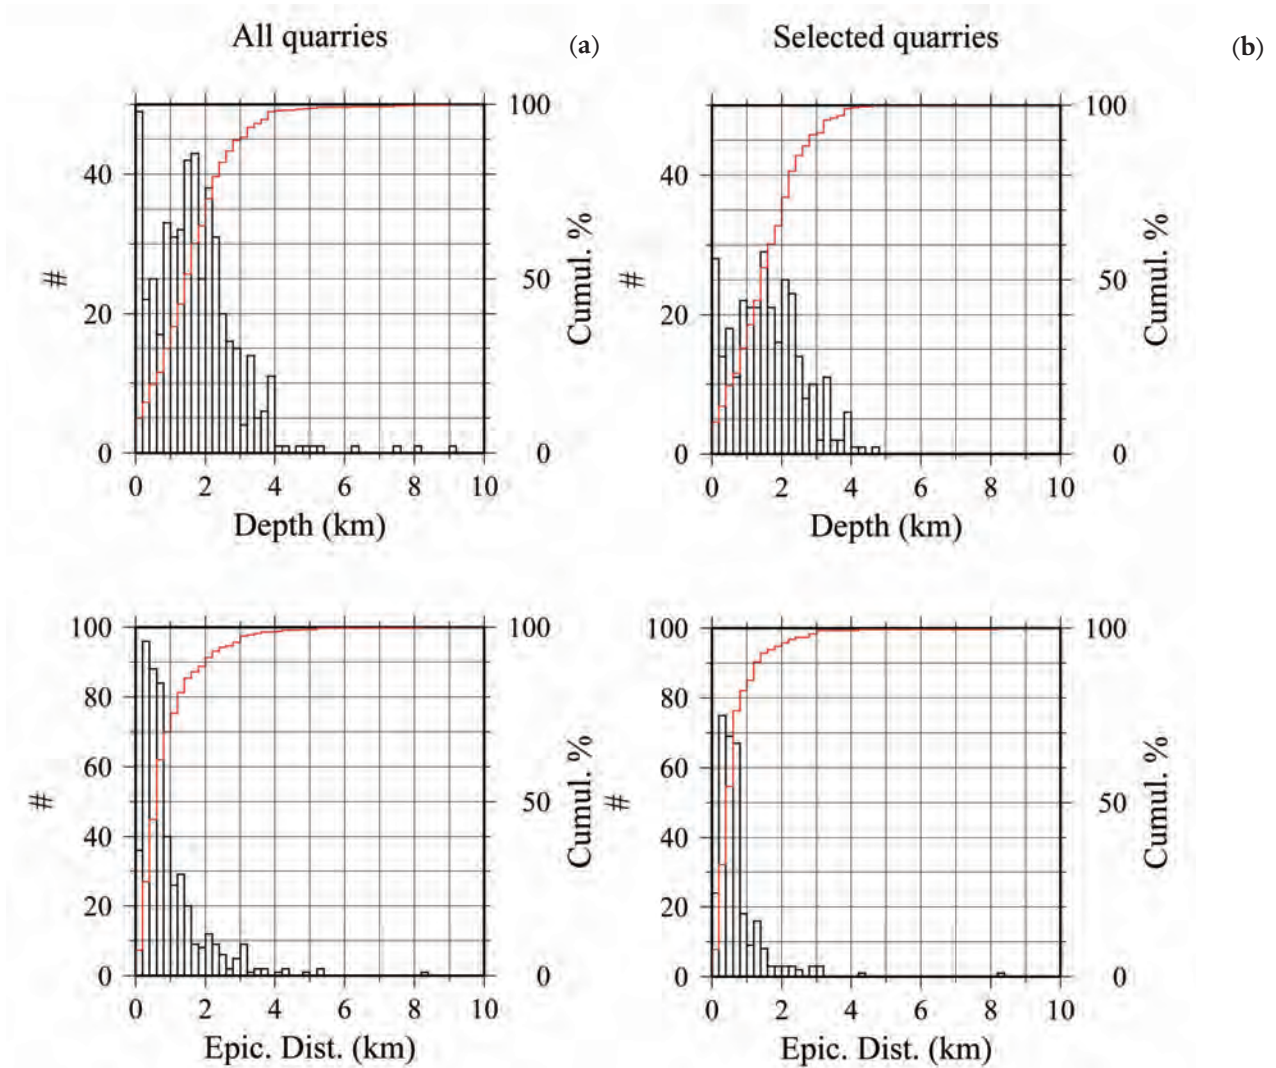 All quarries (a) Selected quarries (b)
100 100
40 40
# Cumul. % # Cumul. %
50 50
20 20
0 0 0 0
0 2 4 6 8 10 0 2 4 6 8 10
Depth (km) Depth (km)
100 100 100 100
80 80
60 60
# 50 Cumul. % # 50 Cumul. %
40 40
20 20
0 0 0 0
0 2 4 6 8 10 0 2 4 6 8 10
Epic. Dist. (km) Epic. Dist. (km)